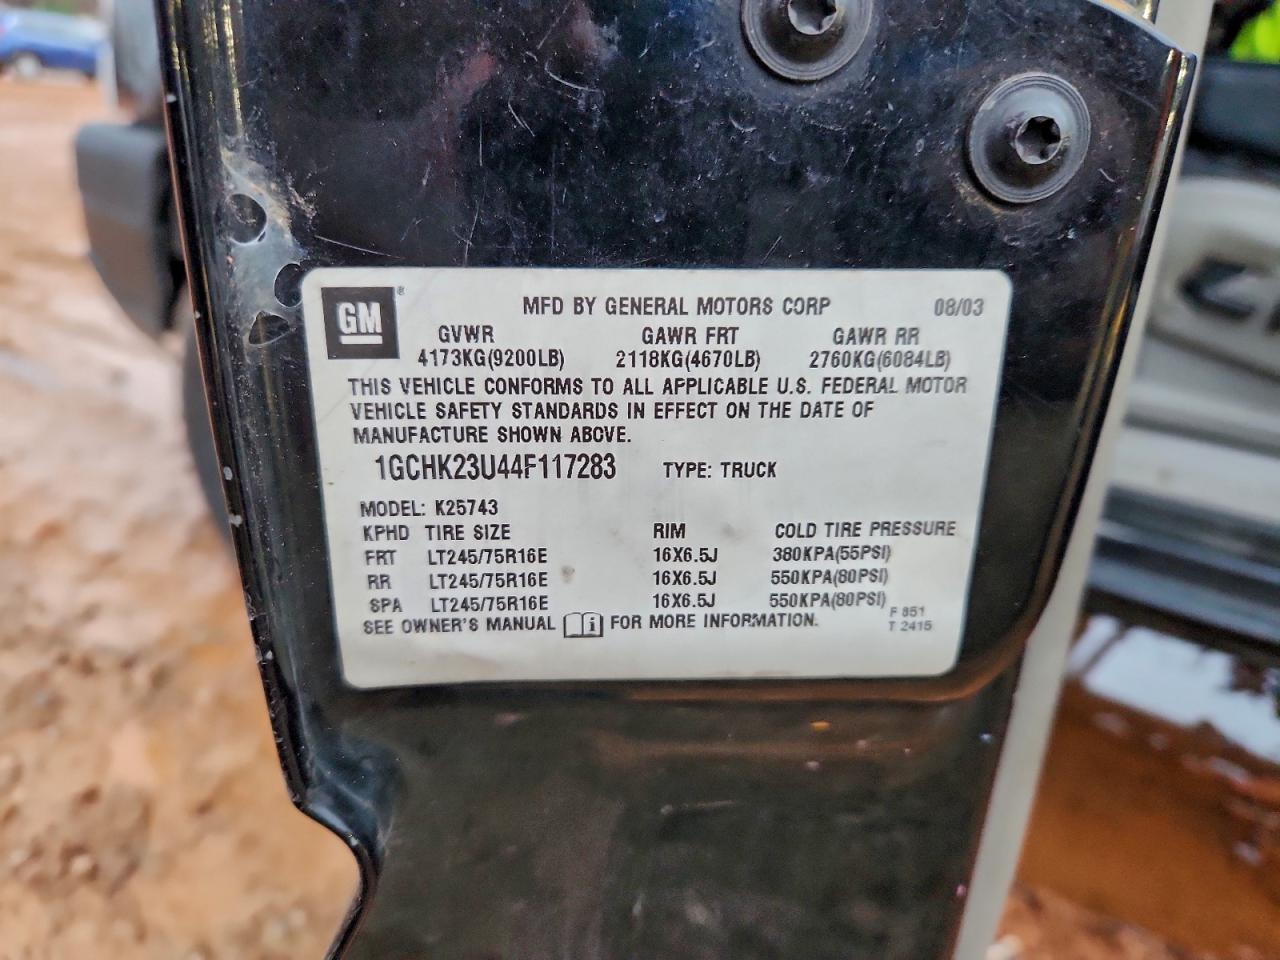 GM®
MFD BY GENERAL MOTORS CORP 08/03
GVWR GAWR FRT GAWR RR
4173KG(9200LB) 2118KG(4670LB) 2760KG(6084LB)
THIS VEHICLE CONFORMS TO ALL APPLICABLE U.S. FEDERAL MOTOR
VEHICLE SAFETY STANDARDS IN EFFECT ON THE DATE OF
MANUFACTURE SHOWN ABOVE.
1GCHK23U44F117283 TYPE: TRUCK
MODEL: K25743
KPHD TIRE SIZE RIM COLD TIRE PRESSURE
FRT LT245/75R16E 16X6.5J 380KPA(55PSI)
RR LT245/75R16E 16X6.5J 550KPA(80PSI)
SPA LT245/75R16E 16X6.5J 550KPA(80PSI)
SEE OWNER'S MANUAL i FOR MORE INFORMATION.
F 851
T 2415